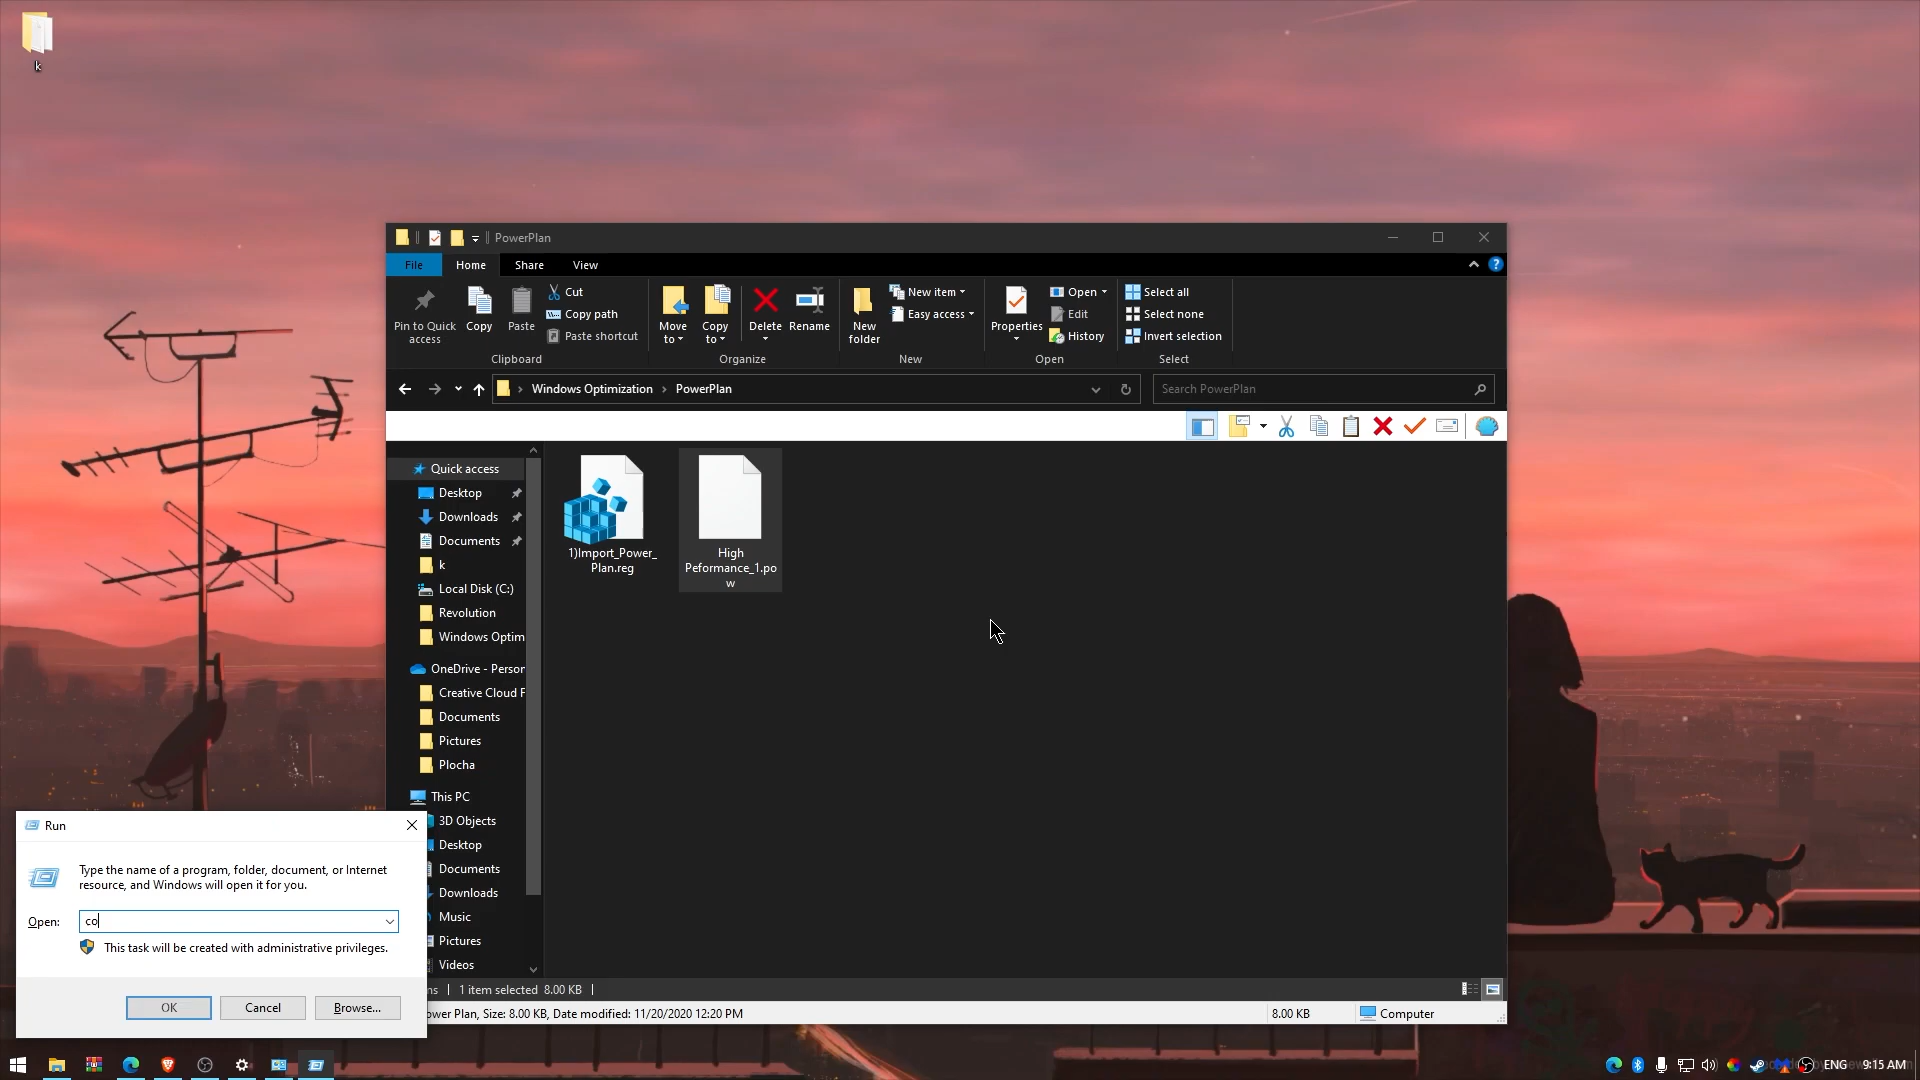 k
PowerPlan
File Home Share View
Pin to Quick access
Copy
Paste
Cut
Copy path
Paste shortcut
Clipboard
Move to
Copy to
Delete
Rename
Organize
New folder
New item
Easy access
New
Properties
Open
Edit
History
Open
Select all
Select none
Invert selection
Select
Windows Optimization > PowerPlan
Search PowerPlan
Quick access
Desktop
Downloads
Documents
k
Local Disk (C:)
Revolution
Windows Optim
OneDrive - Person
Creative Cloud F
Documents
Pictures
Plocha
This PC
3D Objects
Desktop
Documents
Downloads
Music
Pictures
Videos
1)Import_Power_
Plan.reg
High
Peformance_1.po
w
ms 1 item selected 8.00 KB
ower Plan, Size: 8.00 KB, Date modified: 11/20/2020 12:20 PM
8.00 KB
Computer
Run
Type the name of a program, folder, document, or Internet
resource, and Windows will open it for you.
Open: co
This task will be created with administrative privileges.
OK Cancel Browse...
ENG 9:15 AM